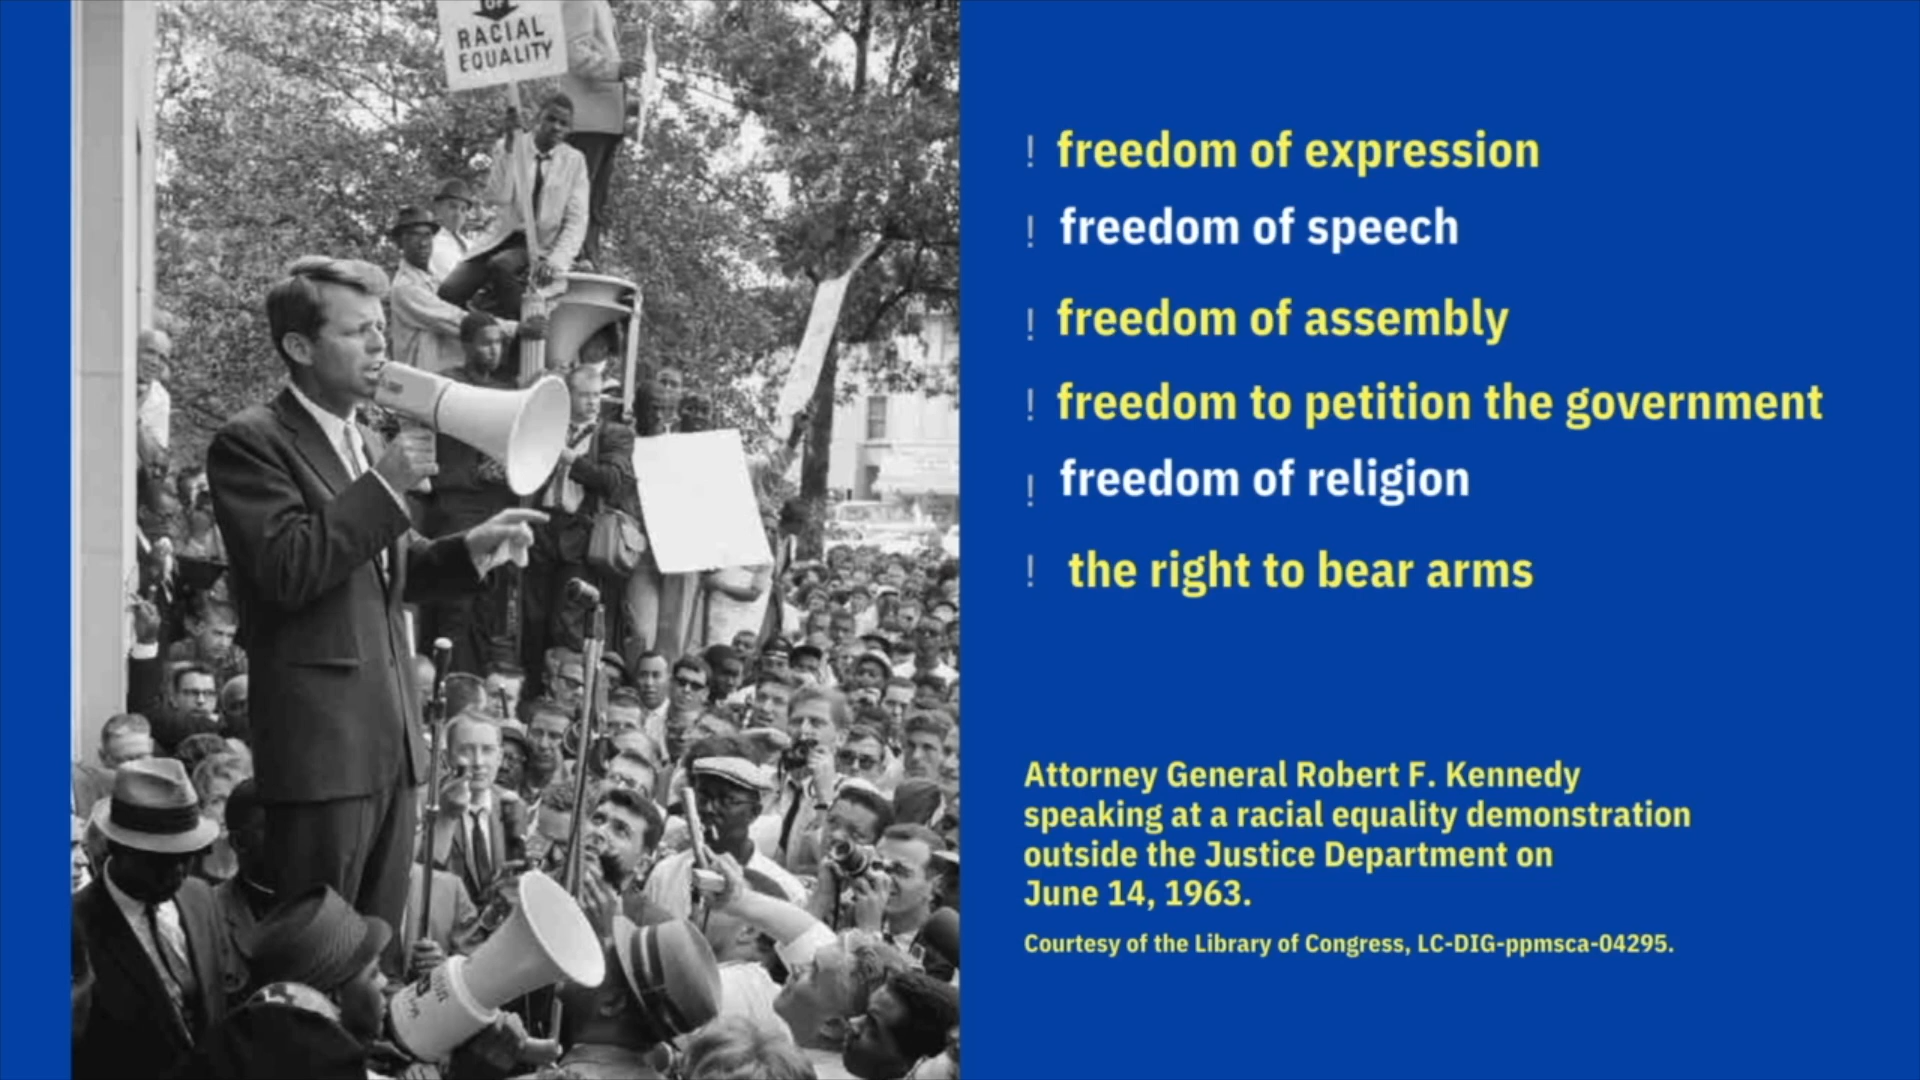 OF
RACIAL
EQUALITY
! freedom of expression
! freedom of speech
! freedom of assembly
! freedom to petition the government
! freedom of religion
! the right to bear arms
Attorney General Robert F. Kennedy
speaking at a racial equality demonstration
outside the Justice Department on
June 14, 1963.
Courtesy of the Library of Congress, LC-DIG-ppmsca-04295.